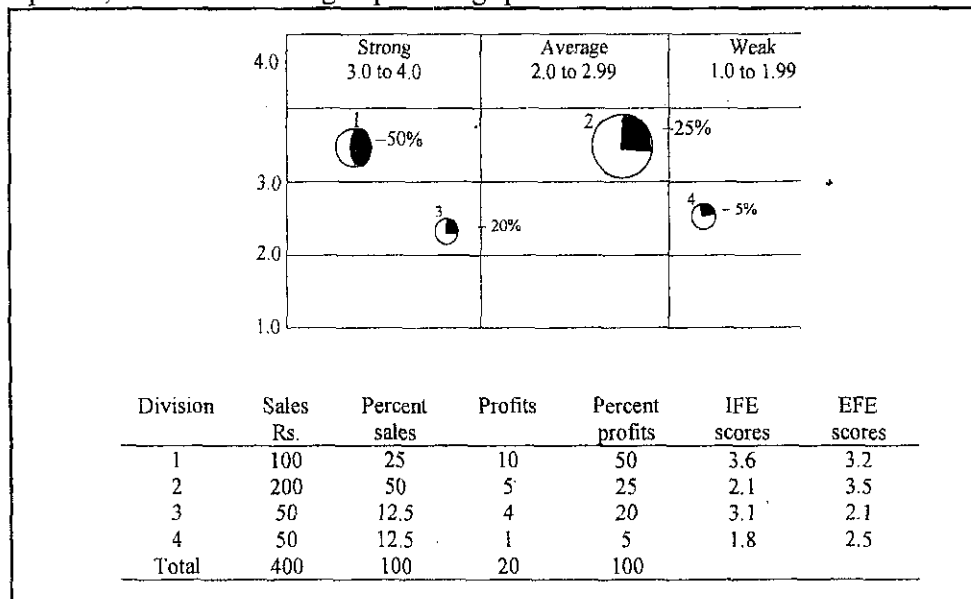 Strong Average Weak
4.0 3.0 to 4.0 2.0 to 2.99 1.0 to 1.99
1 2
50% 25%
3.0
3 4
20% 5%
2.0
1.0
Division Sales Percent Profits Percent IFE EFE
Rs. sales profits scores scores
1 100 25 10 50 3.6 3.2
2 200 50 5 25 2.1 3.5
3 50 12.5 4 20 3.1 2.1
4 50 12.5 1 5 1.8 2.5
Total 400 100 20 100